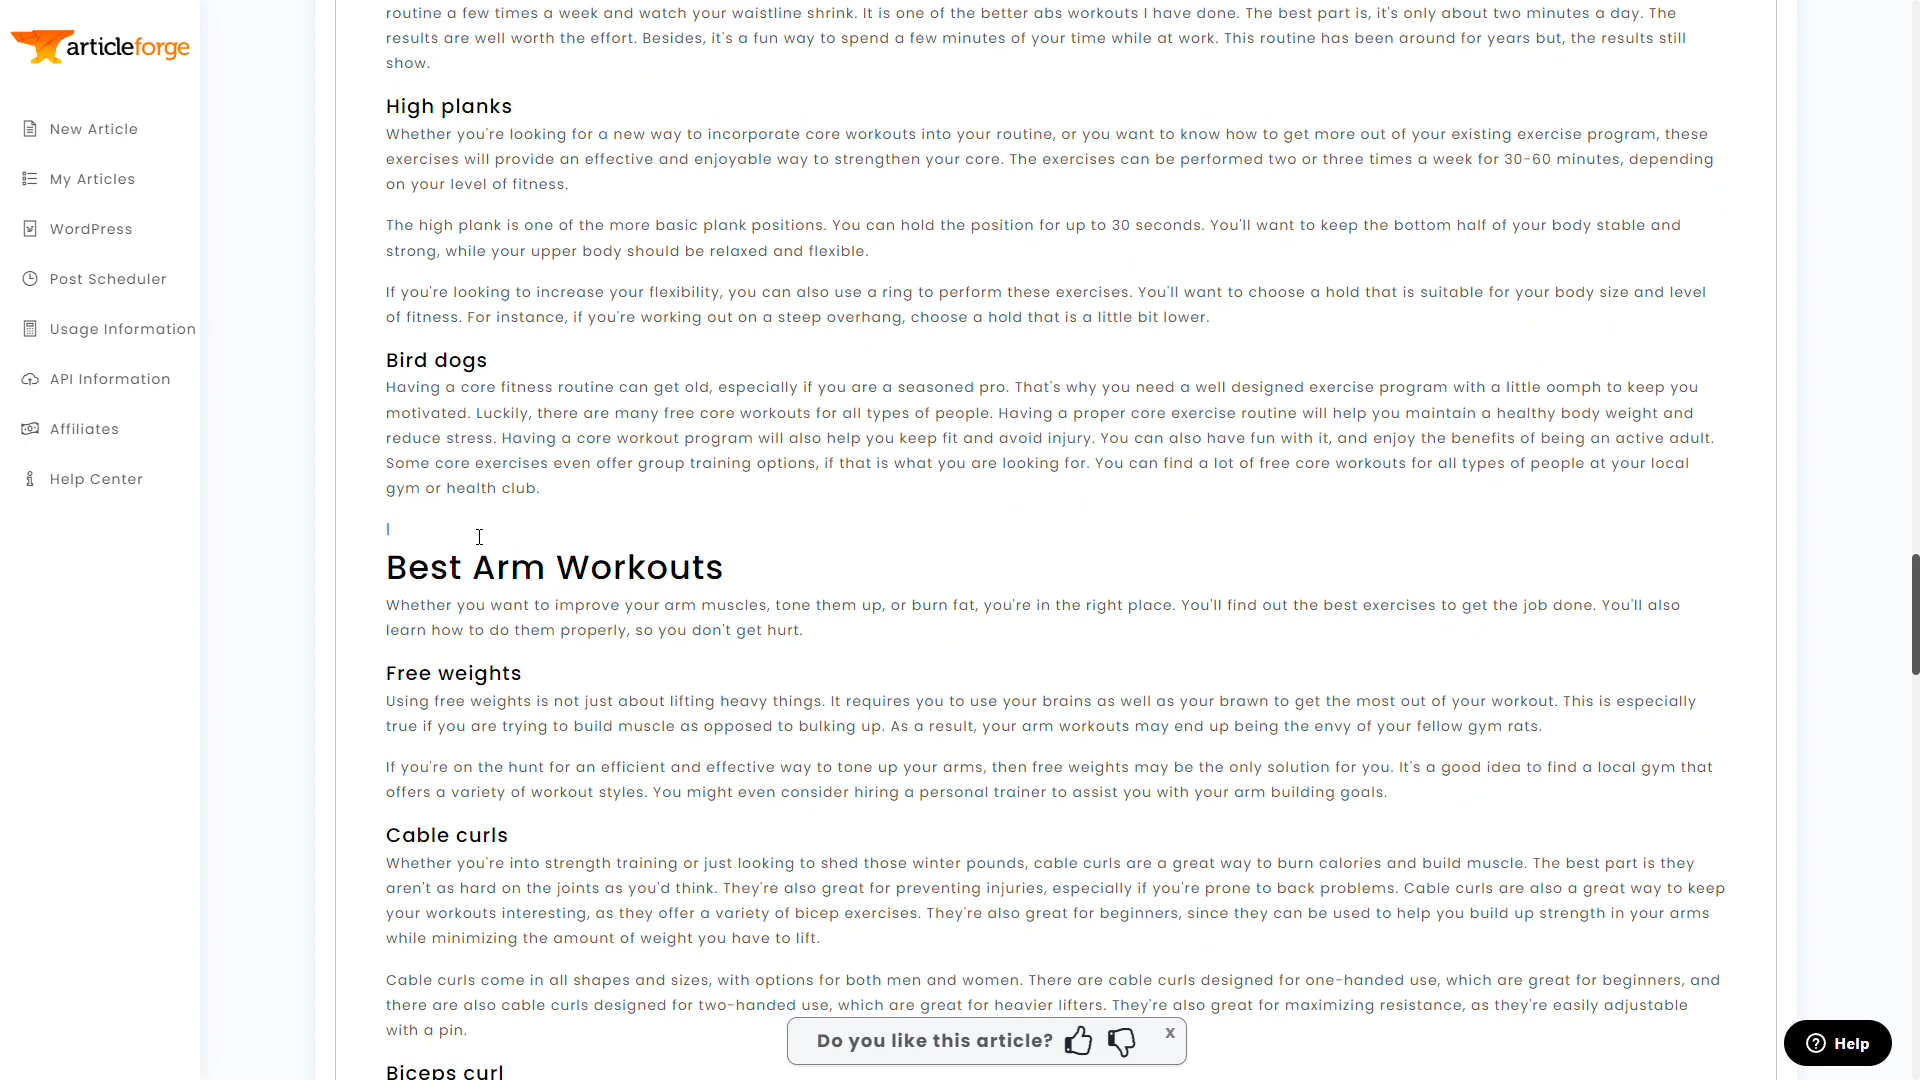 articleforge
New Article
My Articles
WordPress
Post Scheduler
Usage Information
API Information
Affiliates
Help Center
routine a few times a week and watch your waistline shrink. It is one of the better abs workouts I have done. The best part is, it's only about two minutes a day. The
results are well worth the effort. Besides, it's a fun way to spend a few minutes of your time while at work. This routine has been around for years but, the results still
show.
High planks
Whether you're looking for a new way to incorporate core workouts into your routine, or you want to know how to get more out of your existing exercise program, these
exercises will provide an effective and enjoyable way to strengthen your core. The exercises can be performed two or three times a week for 30-60 minutes, depending
on your level of fitness.
The high plank is one of the more basic plank positions. You can hold the position for up to 30 seconds. You'll want to keep the bottom half of your body stable and
strong, while your upper body should be relaxed and flexible.
If you're looking to increase your flexibility, you can also use a ring to perform these exercises. You'll want to choose a hold that is suitable for your body size and level
of fitness. For instance, if you're working out on a steep overhang, choose a hold that is a little bit lower.
Bird dogs
Having a core fitness routine can get old, especially if you are a seasoned pro. That's why you need a well designed exercise program with a little oomph to keep you
motivated. Luckily, there are many free core workouts for all types of people. Having a proper core exercise routine will help you maintain a healthy body weight and
reduce stress. Having a core workout program will also help you keep fit and avoid injury. You can also have fun with it, and enjoy the benefits of being an active adult.
Some core exercises even offer group training options, if that is what you are looking for. You can find a lot of free core workouts for all types of people at your local
gym or health club.
Best Arm Workouts
Whether you want to improve your arm muscles, tone them up, or burn fat, you're in the right place. You'll find out the best exercises to get the job done. You'll also
learn how to do them properly, so you don't get hurt.
Free weights
Using free weights is not just about lifting heavy things. It requires you to use your brains as well as your brawn to get the most out of your workout. This is especially
true if you are trying to build muscle as opposed to bulking up. As a result, your arm workouts may end up being the envy of your fellow gym rats.
If you're on the hunt for an efficient and effective way to tone up your arms, then free weights may be the only solution for you. It's a good idea to find a local gym that
offers a variety of workout styles. You might even consider hiring a personal trainer to assist you with your arm building goals.
Cable curls
Whether you're into strength training or just looking to shed those winter pounds, cable curls are a great way to burn calories and build muscle. The best part is they
aren't as hard on the joints as you'd think. They're also great for preventing injuries, especially if you're prone to back problems. Cable curls are also a great way to keep
your workouts interesting, as they offer a variety of bicep exercises. They're also great for beginners, since they can be used to help you build up strength in your arms
while minimizing the amount of weight you have to lift.
Cable curls come in all shapes and sizes, with options for both men and women. There are cable curls designed for one-handed use, which are great for beginners, and
there are also cable curls designed for two-handed use, which are great for heavier lifters. They're also great for maximizing resistance, as they're easily adjustable
with a pin.
Biceps curl
Do you like this article?
x
Help